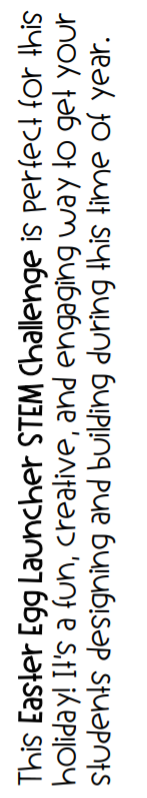 This Easter Egg Launcher STEM Challenge is perfect for this
holiday! It's a fun, creative, and engaging way to get your
students designing and building during this time of year.